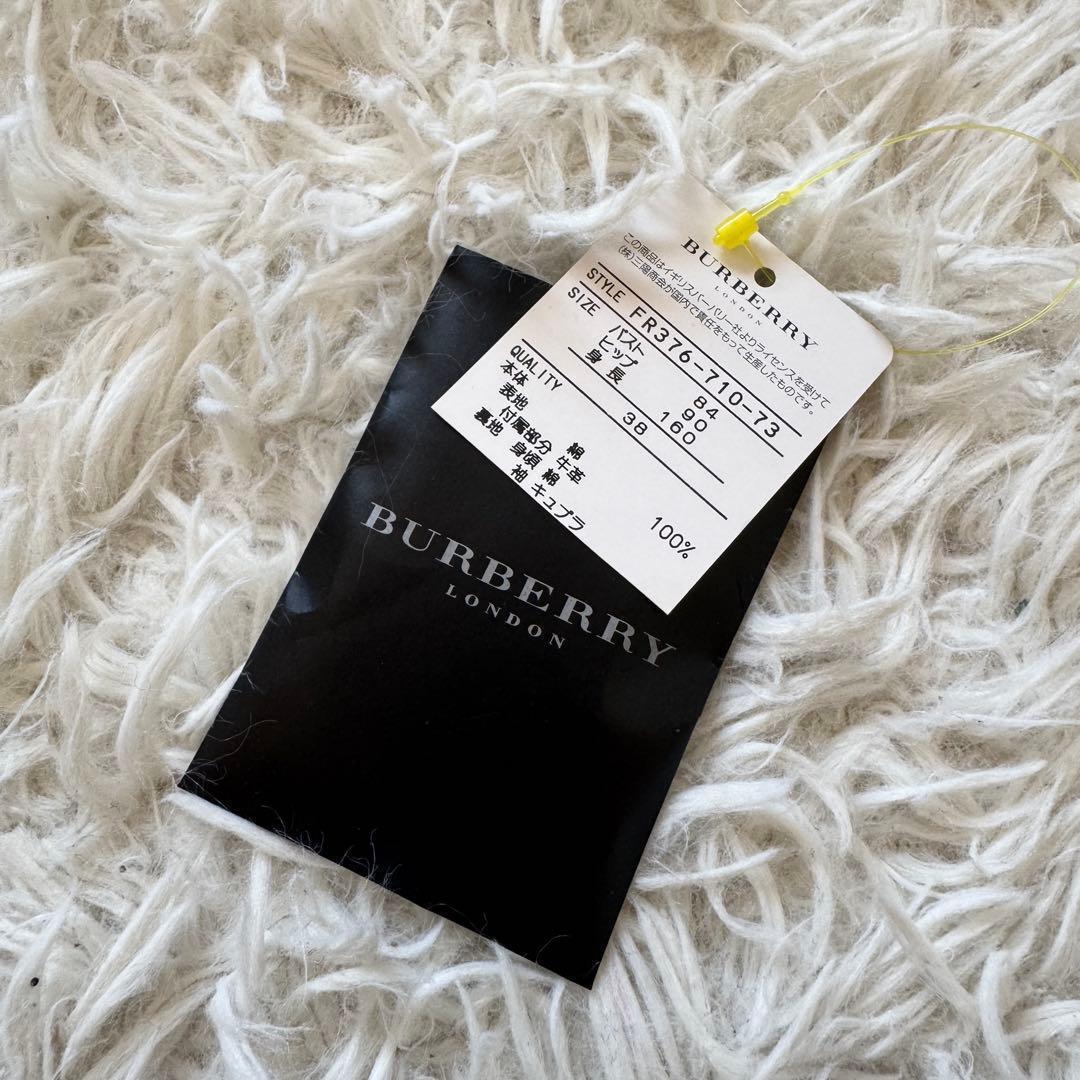 BURBERRY
LONDON
この商品はイギリスバーバリー社よりライセンスを受けて
(株)三陽商会が国内で責任をもって生産したものです。
STYLE FR376-710-73
SIZE
バスト 84
ヒップ 90
身長 160
38
QUALITY
本体
表地 綿 100%
付属部分 牛革
裏地 身頃 綿
袖 キュプラ
BURBERRY
LONDON